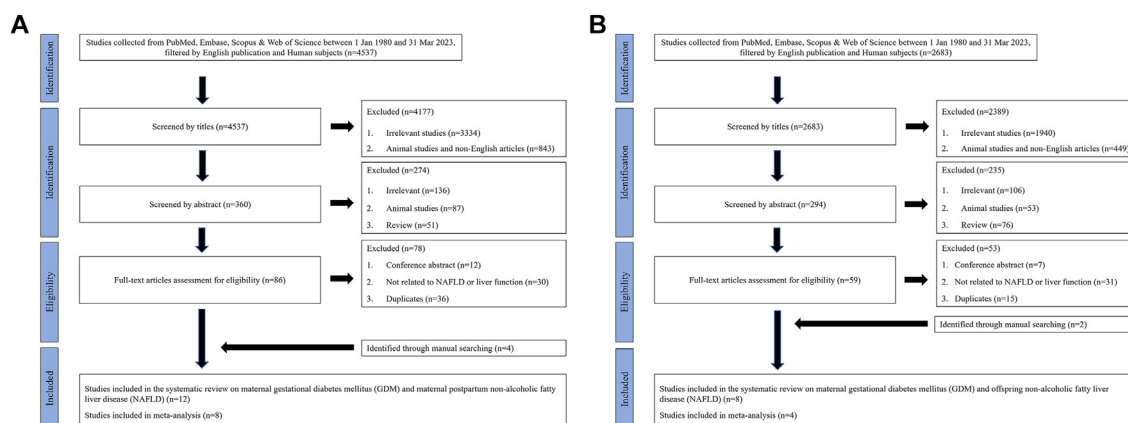 A
Identification
Studies collected from PubMed, Embase, Scopus & Web of Science between 1 Jan 1980 and 31 Mar 2023,
filtered by English publication and Human subjects (n=4537)
Identification
Screened by titles (n=4537)
Excluded (n=4177)
1. Irrelevant studies (n=3334)
2. Animal studies and non-English articles (n=843)
Screened by abstract (n=360)
Excluded (n=274)
1. Irrelevant (n=136)
2. Animal studies (n=87)
3. Review (n=51)
Eligibility
Full-text articles assessment for eligibility (n=86)
Excluded (n=78)
1. Conference abstract (n=12)
2. Not related to NAFLD or liver function (n=30)
3. Duplicates (n=36)
Identified through manual searching (n=4)
Included
Studies included in the systematic review on maternal gestational diabetes mellitus (GDM) and maternal postpartum non-alcoholic fatty
liver disease (NAFLD) (n=12)
Studies included in meta-analysis (n=8)
B
Identification
Studies collected from PubMed, Embase, Scopus & Web of Science between 1 Jan 1980 and 31 Mar 2023,
filtered by English publication and Human subjects (n=2683)
Identification
Screened by titles (n=2683)
Excluded (n=2389)
1. Irrelevant studies (n=1940)
2. Animal studies and non-English articles (n=449)
Screened by abstract (n=294)
Excluded (n=235)
1. Irrelevant (n=106)
2. Animal studies (n=53)
3. Review (n=76)
Eligibility
Full-text articles assessment for eligibility (n=59)
Excluded (n=53)
1. Conference abstract (n=7)
2. Not related to NAFLD or liver function (n=31)
3. Duplicates (n=15)
Identified through manual searching (n=2)
Included
Studies included in the systematic review on maternal gestational diabetes mellitus (GDM) and offspring non-alcoholic fatty liver
disease (NAFLD) (n=8)
Studies included in meta-analysis (n=4)